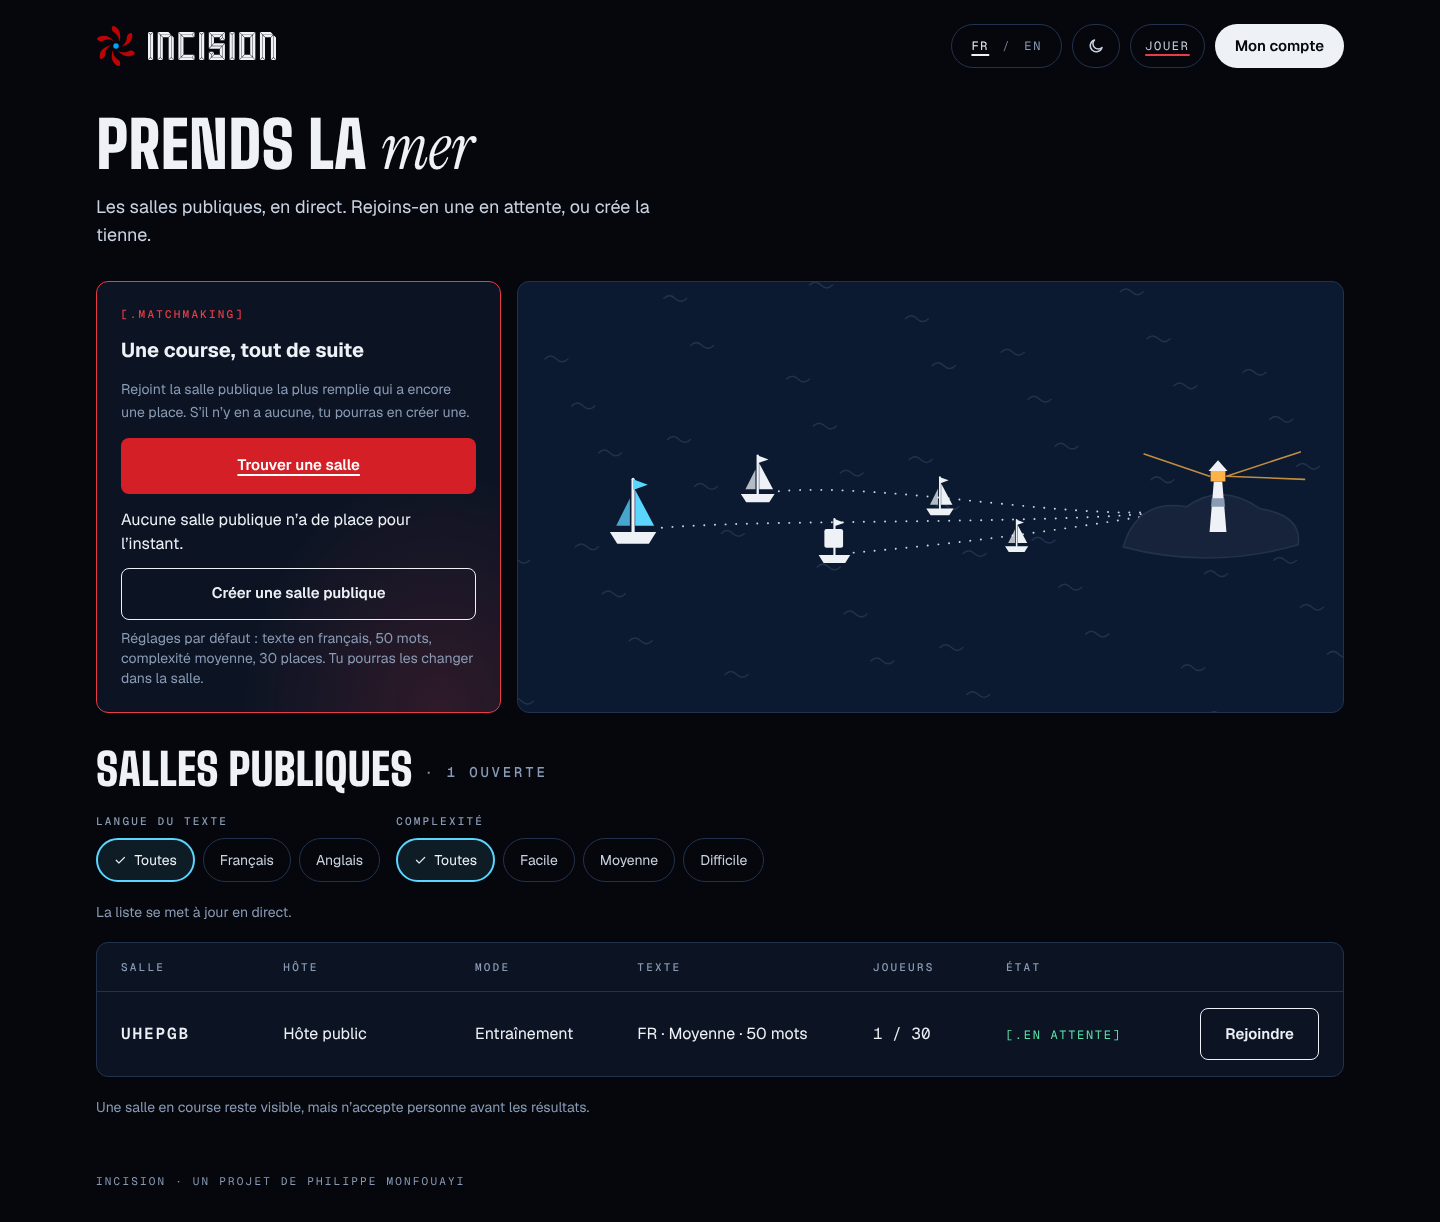 INCISION
FR / EN
JOUER
Mon compte
PRENDS LA mer
Les salles publiques, en direct. Rejoins-en une en attente, ou crée la
tienne.
[.MATCHMAKING]
Une course, tout de suite
Rejoint la salle publique la plus remplie qui a encore
une place. S’il n’y en a aucune, tu pourras en créer une.
Trouver une salle
Aucune salle publique n’a de place pour
l’instant.
Créer une salle publique
Réglages par défaut : texte en français, 50 mots,
complexité moyenne, 30 places. Tu pourras les changer
dans la salle.
SALLES PUBLIQUES · 1 OUVERTE
LANGUE DU TEXTE
Toutes
Français
Anglais
COMPLEXITÉ
Toutes
Facile
Moyenne
Difficile
La liste se met à jour en direct.
SALLE HÔTE MODE TEXTE JOUEURS ÉTAT
UHEPGB Hôte public Entraînement FR · Moyenne · 50 mots 1 / 30 [.EN ATTENTE] Rejoindre
Une salle en course reste visible, mais n’accepte personne avant les résultats.
INCISION · UN PROJET DE PHILIPPE MONFOUAYI